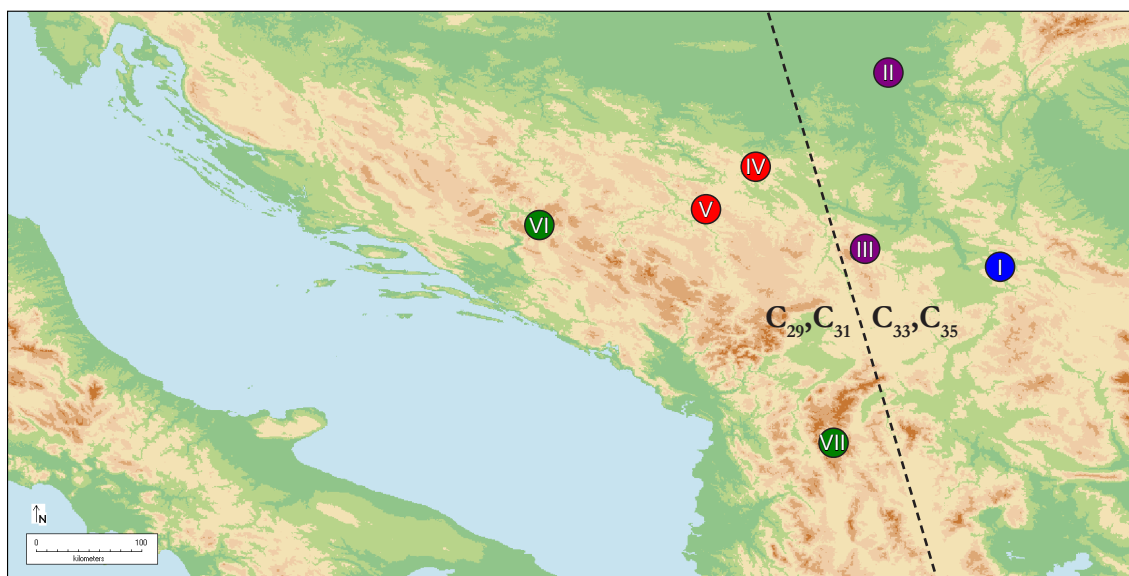 II
IV
V
VI
III
I
C₂₉,C₃₁ C₃₃,C₃₅
VII
N
0 100
kilometers